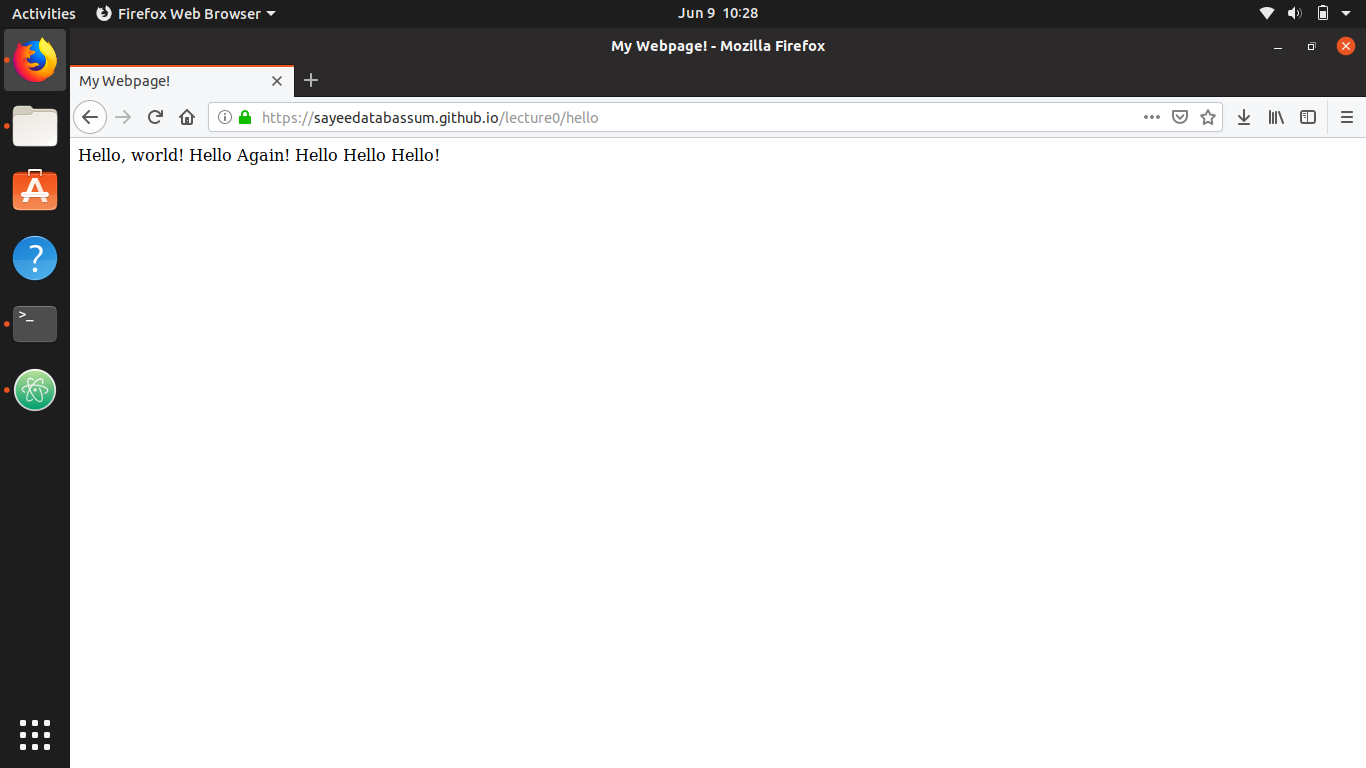 Activities Firefox Web Browser Jun 9 10:28
My Webpage! - Mozilla Firefox
My Webpage!
https://sayeedatabassum.github.io/lecture0/hello
Hello, world! Hello Again! Hello Hello Hello!